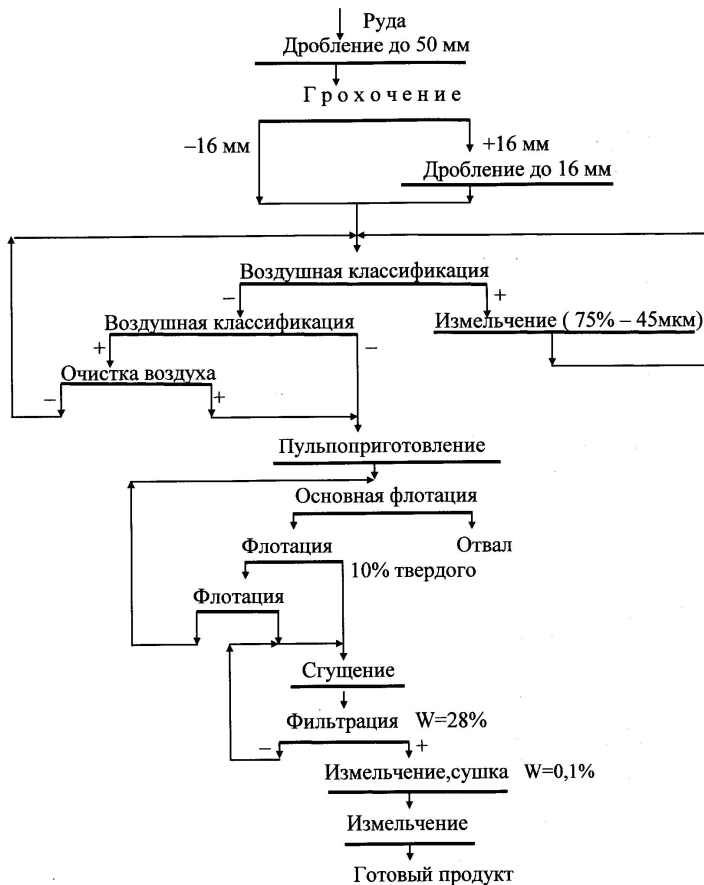 Руда
Дробление до 50 мм
Грохочение
–16 мм
+16 мм
Дробление до 16 мм
Воздушная классификация
– +
Воздушная классификация
Измельчение ( 75% – 45мкм)
+ –
Очистка воздуха
– +
Пульпоприготовление
Основная флотация
Флотация
Отвал
10% твердого
Флотация
Сгущение
Фильтрация W=28%
– +
Измельчение,сушка W=0,1%
Измельчение
Готовый продукт